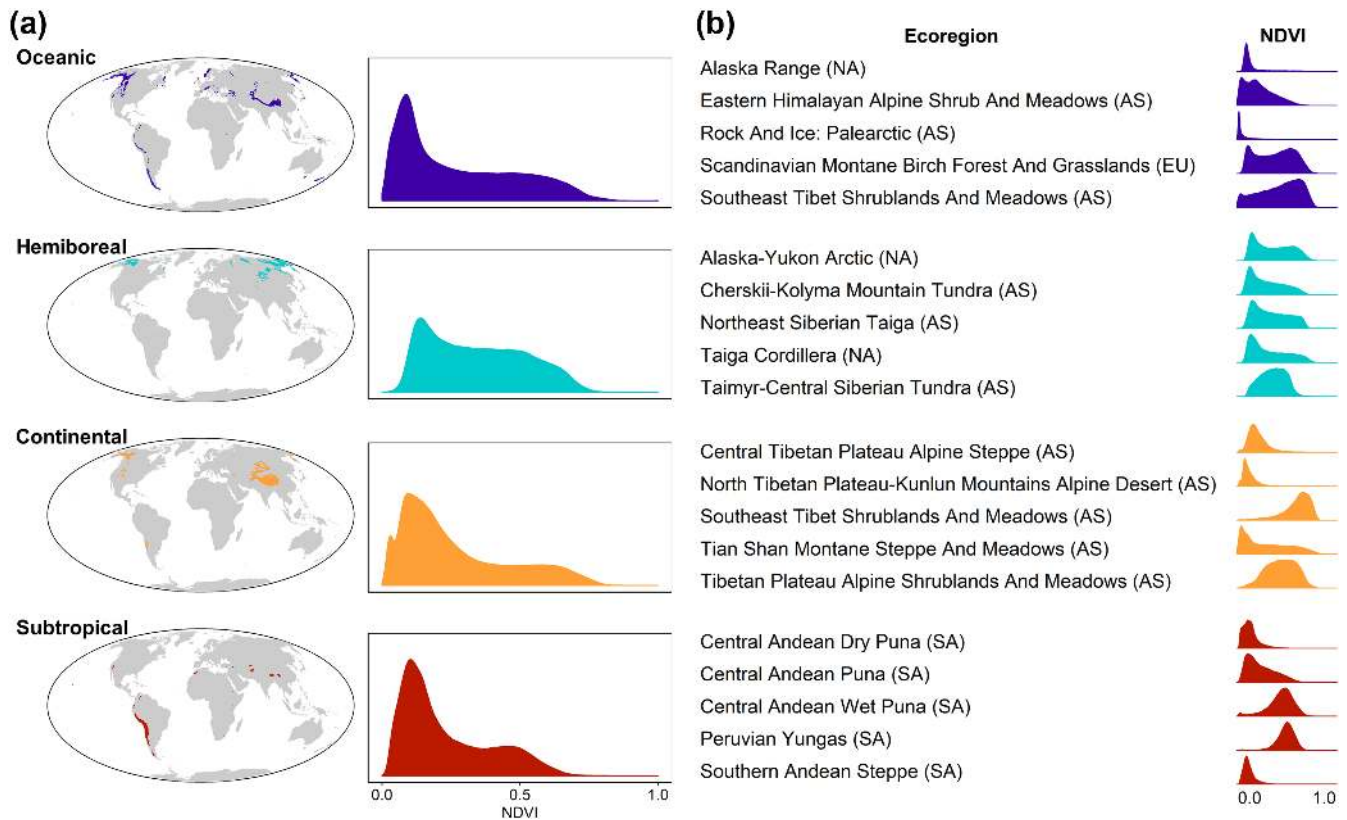 (a)
Oceanic
Hemiboreal
Continental
Subtropical
0.0 0.5 1.0
NDVI
(b)
Ecoregion NDVI
Alaska Range (NA)
Eastern Himalayan Alpine Shrub And Meadows (AS)
Rock And Ice: Palearctic (AS)
Scandinavian Montane Birch Forest And Grasslands (EU)
Southeast Tibet Shrublands And Meadows (AS)
Alaska-Yukon Arctic (NA)
Cherskii-Kolyma Mountain Tundra (AS)
Northeast Siberian Taiga (AS)
Taiga Cordillera (NA)
Taimyr-Central Siberian Tundra (AS)
Central Tibetan Plateau Alpine Steppe (AS)
North Tibetan Plateau-Kunlun Mountains Alpine Desert (AS)
Southeast Tibet Shrublands And Meadows (AS)
Tian Shan Montane Steppe And Meadows (AS)
Tibetan Plateau Alpine Shrublands And Meadows (AS)
Central Andean Dry Puna (SA)
Central Andean Puna (SA)
Central Andean Wet Puna (SA)
Peruvian Yungas (SA)
Southern Andean Steppe (SA)
0.0 1.0